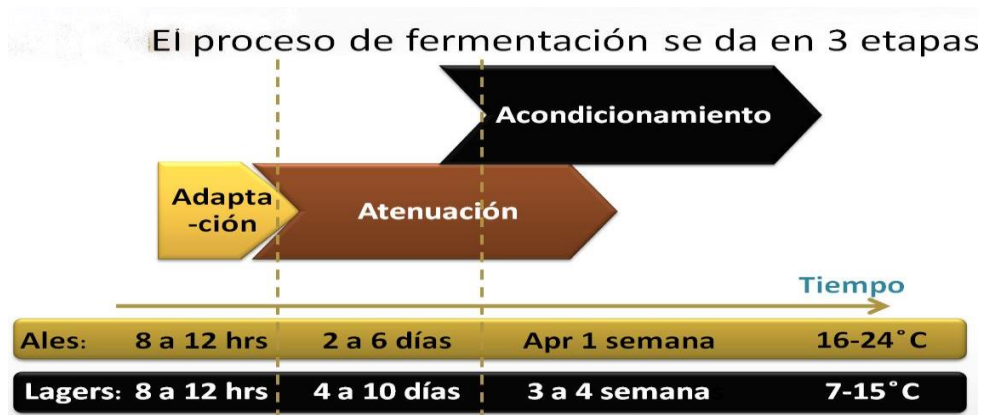 El proceso de fermentación se da en 3 etapas
Acondicionamiento
Adapta
-ción
Atenuación
Tiempo
Ales: 8 a 12 hrs 2 a 6 días Apr 1 semana 16-24°C
Lagers: 8 a 12 hrs 4 a 10 días 3 a 4 semanas 7-15°C